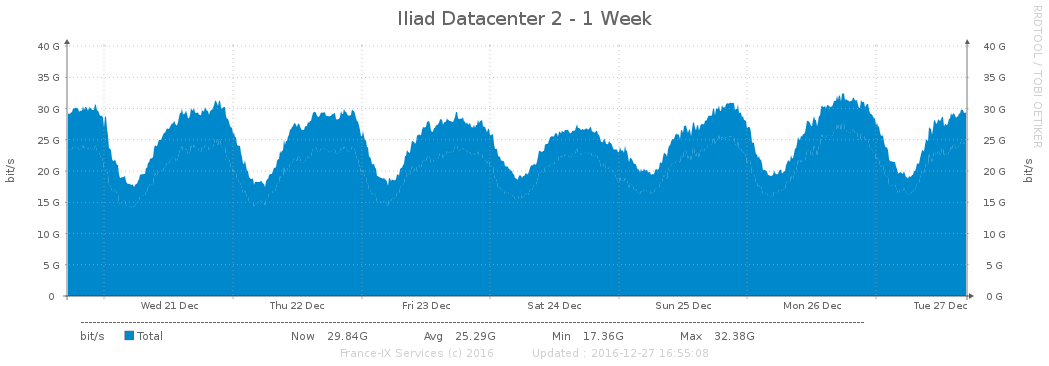 Iliad Datacenter 2 - 1 Week
RRDTOOL / TOBI OETIKER
40 G 40 G
35 G 35 G
30 G 30 G
25 G 25 G
20 G 20 G
15 G 15 G
10 G 10 G
5 G 5 G
0 0 G
bit/s
bit/s
Wed 21 Dec Thu 22 Dec Fri 23 Dec Sat 24 Dec Sun 25 Dec Mon 26 Dec Tue 27 Dec
bit/s Total Now 29.84G Avg 25.29G Min 17.36G Max 32.38G
France-IX Services (c) 2016 Updated : 2016-12-27 16:55:08